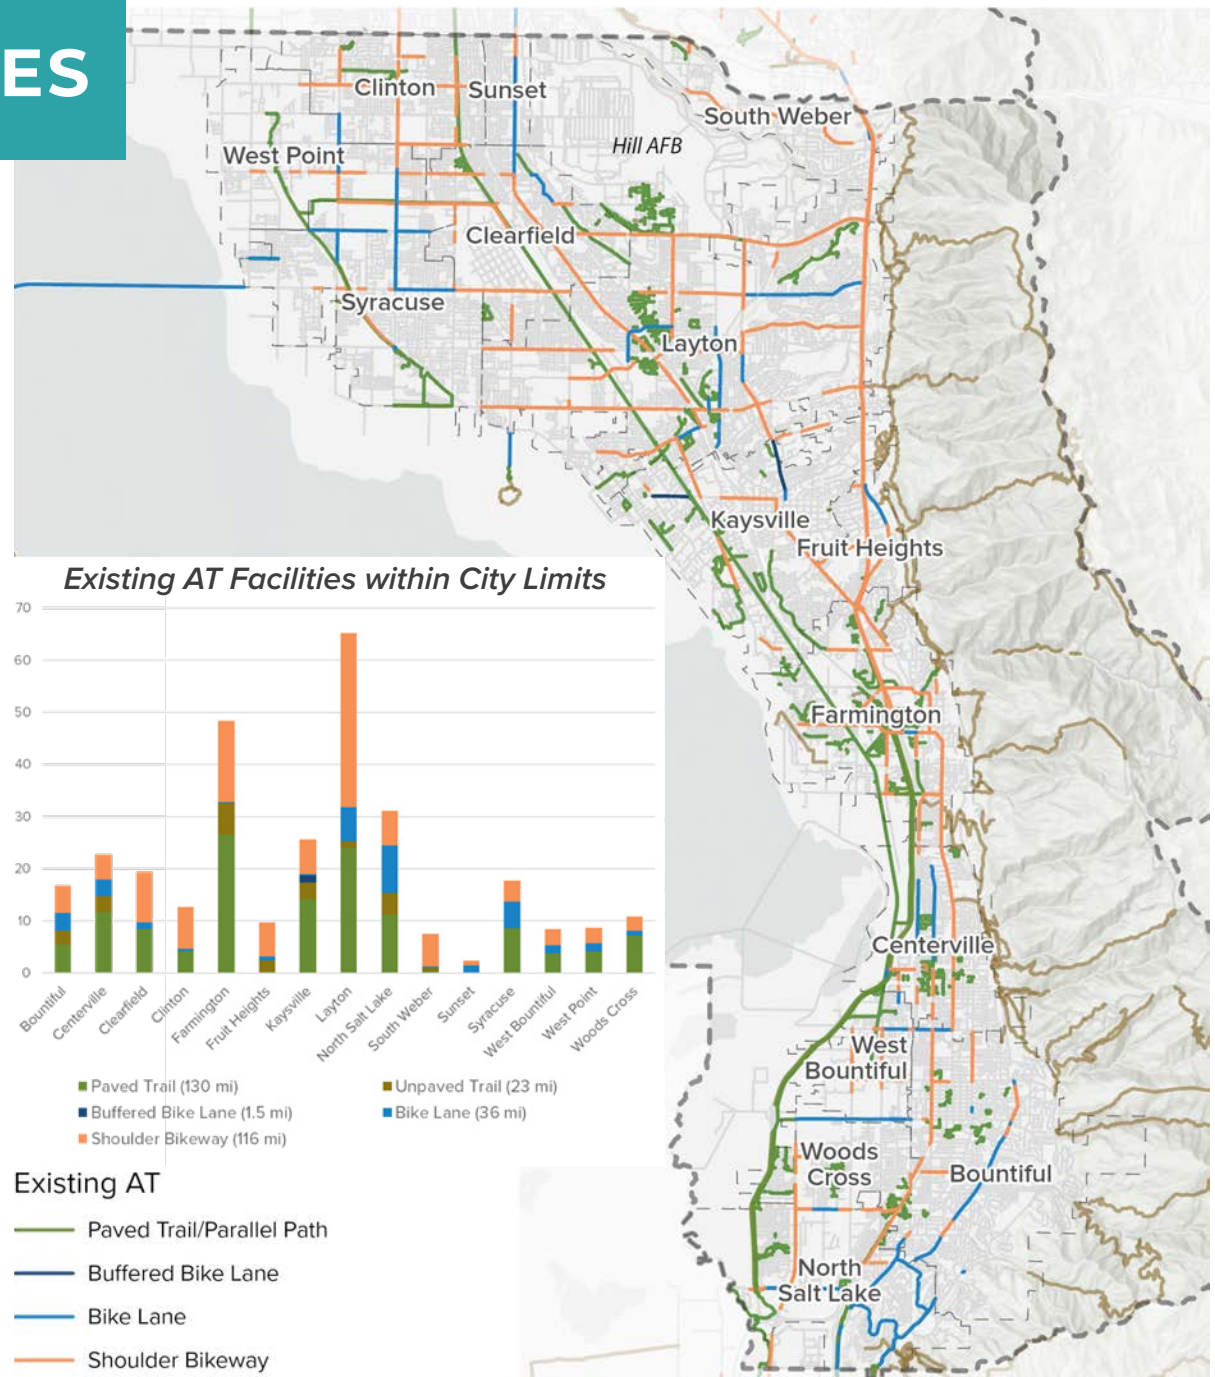 ES
Clinton
Sunset
South Weber
Hill AFB
West Point
Clearfield
Syracuse
Layton
Kaysville
Fruit Heights
Farmington
Centerville
West
Bountiful
Woods
Cross
Bountiful
North
Salt Lake
Existing AT Facilities within City Limits
70
60
50
40
30
20
10
0
Bountiful
Centerville
Clearfield
Clinton
Farmington
Fruit Heights
Kaysville
Layton
North Salt Lake
South Weber
Sunset
Syracuse
West Bountiful
West Point
Woods Cross
Paved Trail (130 mi)
Unpaved Trail (23 mi)
Buffered Bike Lane (1.5 mi)
Bike Lane (36 mi)
Shoulder Bikeway (116 mi)
Existing AT
Paved Trail/Parallel Path
Buffered Bike Lane
Bike Lane
Shoulder Bikeway